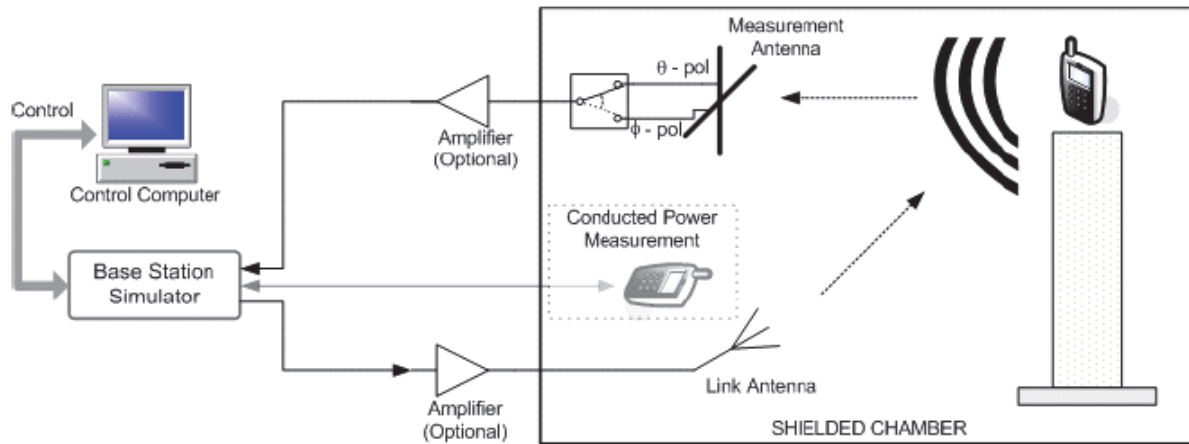 Control
Control Computer
Base Station
Simulator
Amplifier
(Optional)
θ - pol
ϕ - pol
Measurement
Antenna
Conducted Power
Measurement
Amplifier
(Optional)
Link Antenna
SHIELDED CHAMBER